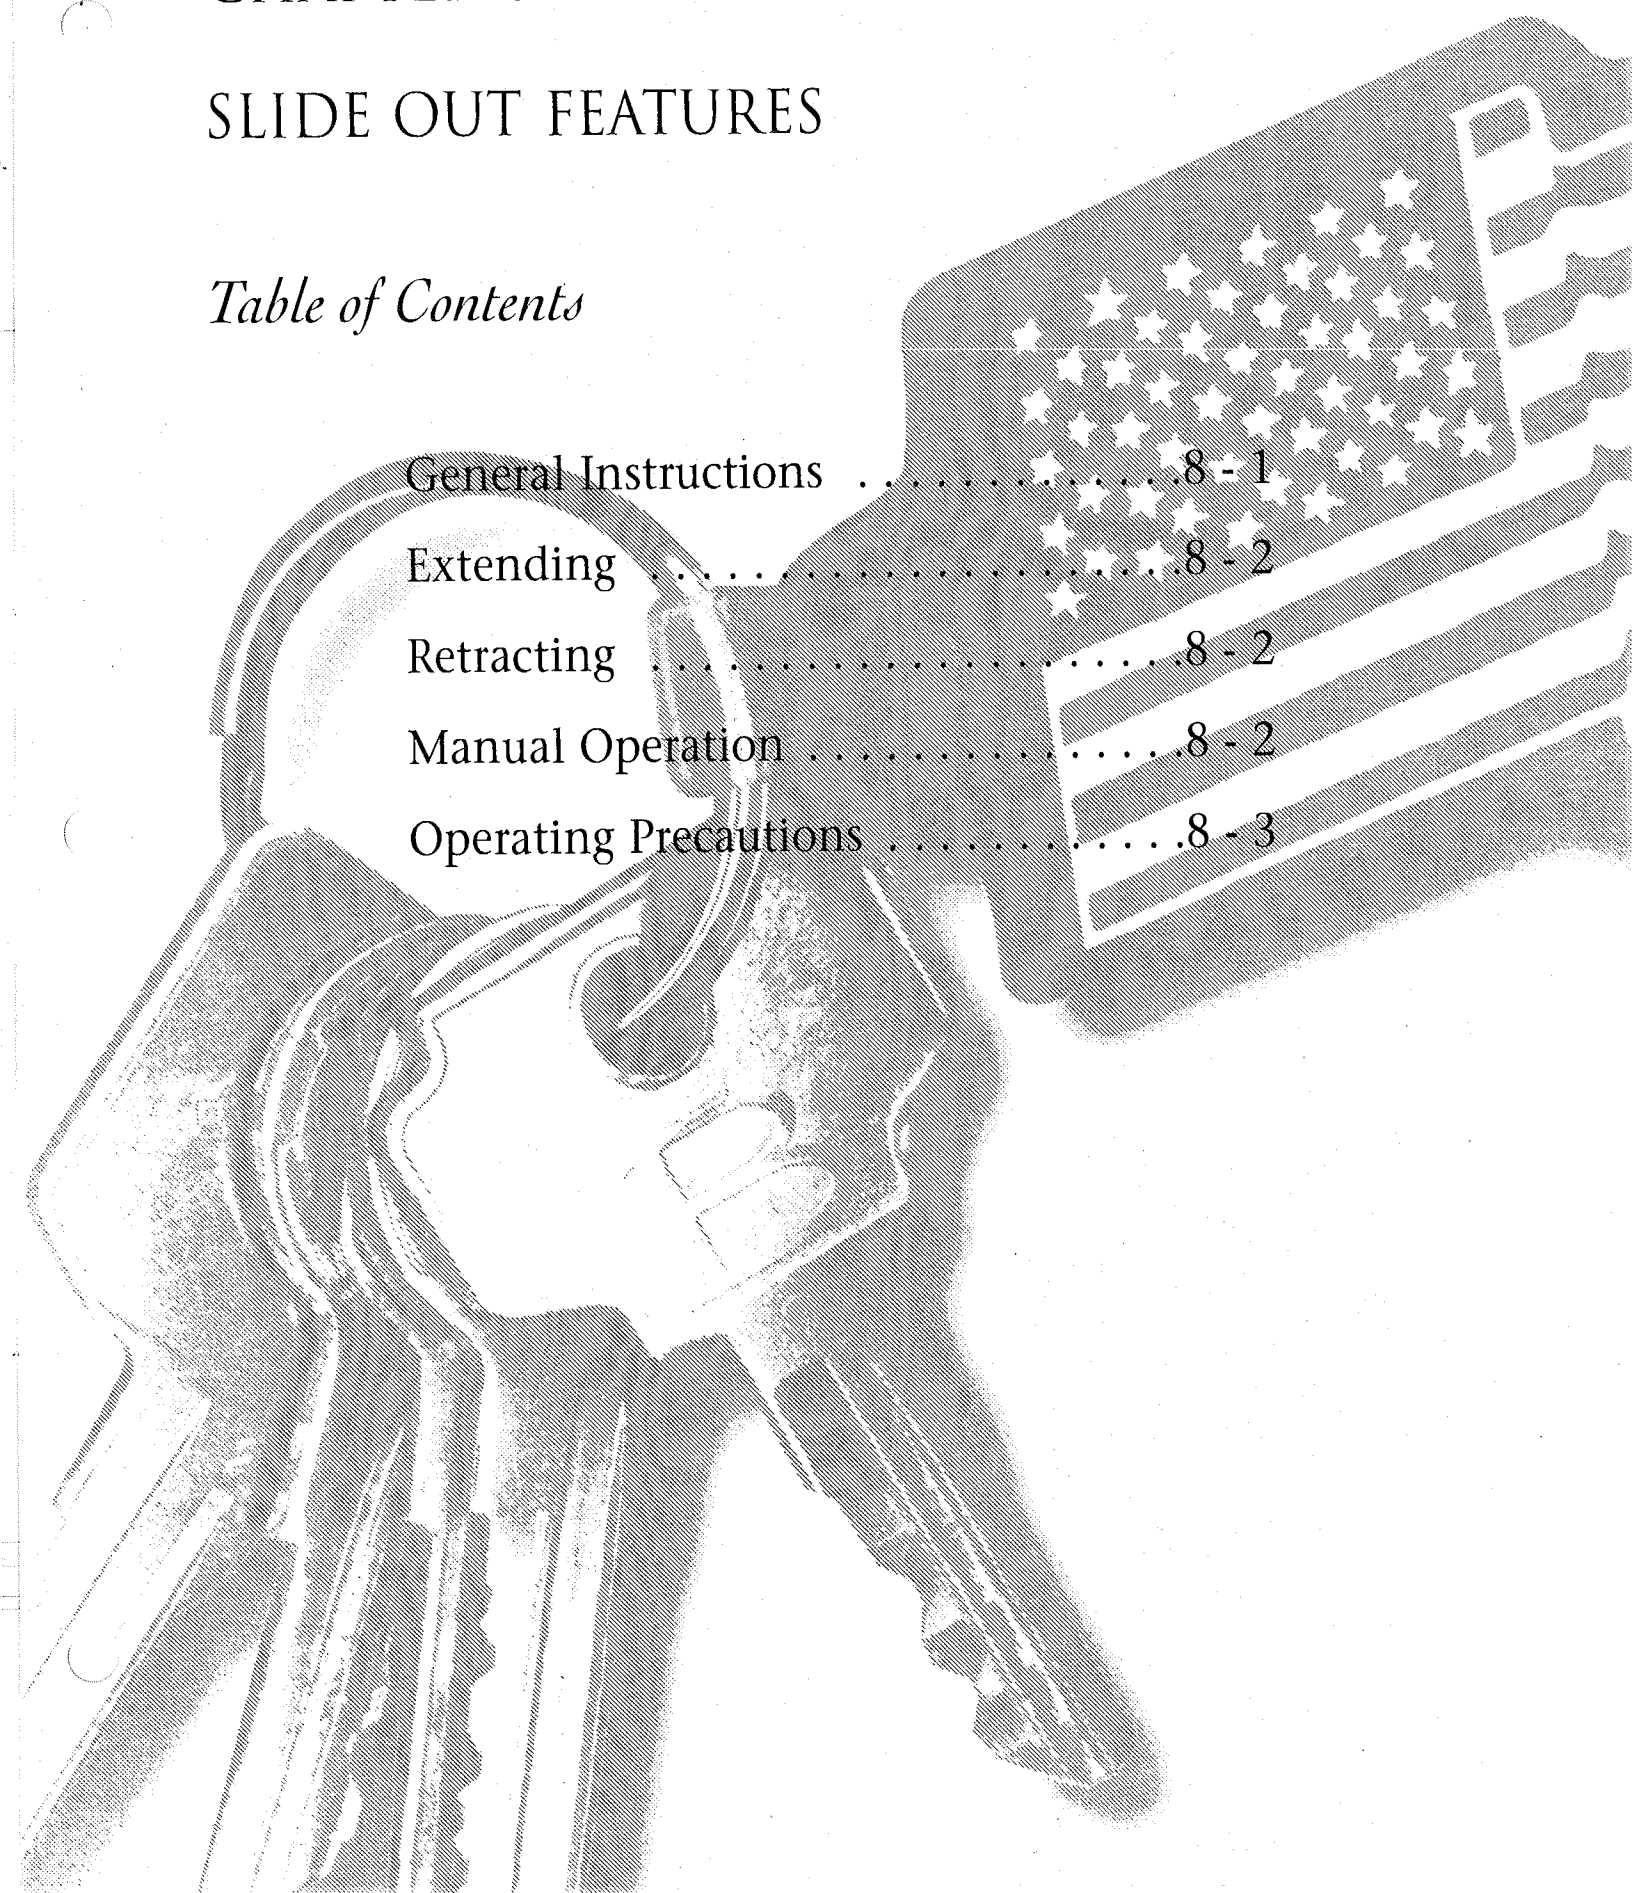 SLIDE OUT FEATURES
Table of Contents
General Instructions . . . . . . . . . . . . .8 - 1
Extending . . . . . . . . . . . . . . . . . . . . .8 - 2
Retracting . . . . . . . . . . . . . . . . . . . . .8 - 2
Manual Operation . . . . . . . . . . . . . . .8 - 2
Operating Precautions . . . . . . . . . . . .8 - 3